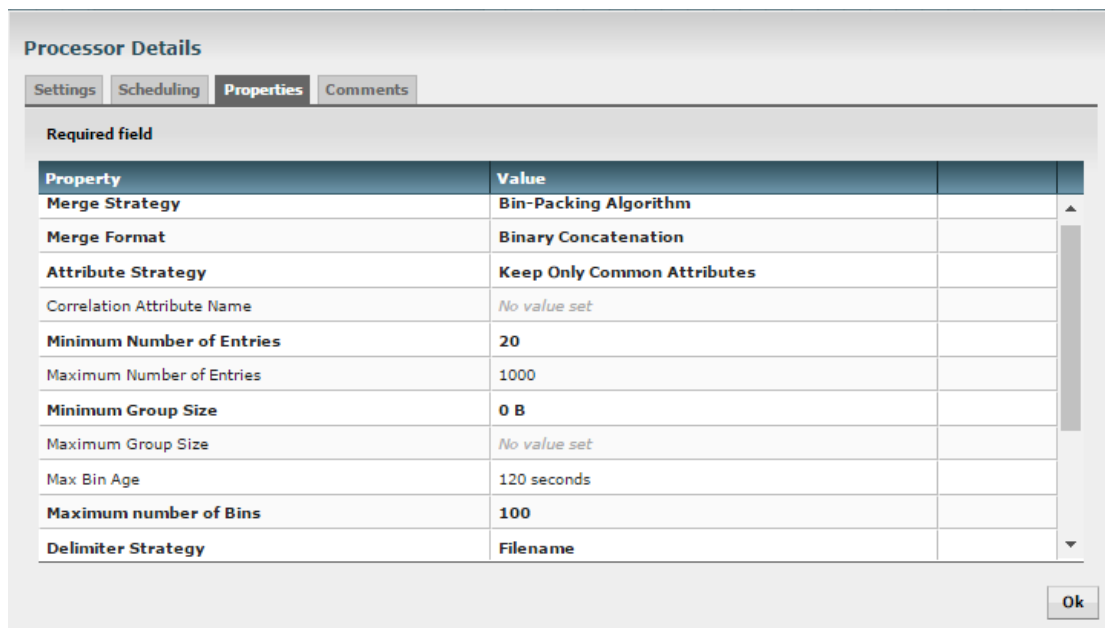 Processor Details
Settings Scheduling Properties Comments
Required field
Property Value
Merge Strategy Bin-Packing Algorithm
Merge Format Binary Concatenation
Attribute Strategy Keep Only Common Attributes
Correlation Attribute Name No value set
Minimum Number of Entries 20
Maximum Number of Entries 1000
Minimum Group Size 0 B
Maximum Group Size No value set
Max Bin Age 120 seconds
Maximum number of Bins 100
Delimiter Strategy Filename
Ok